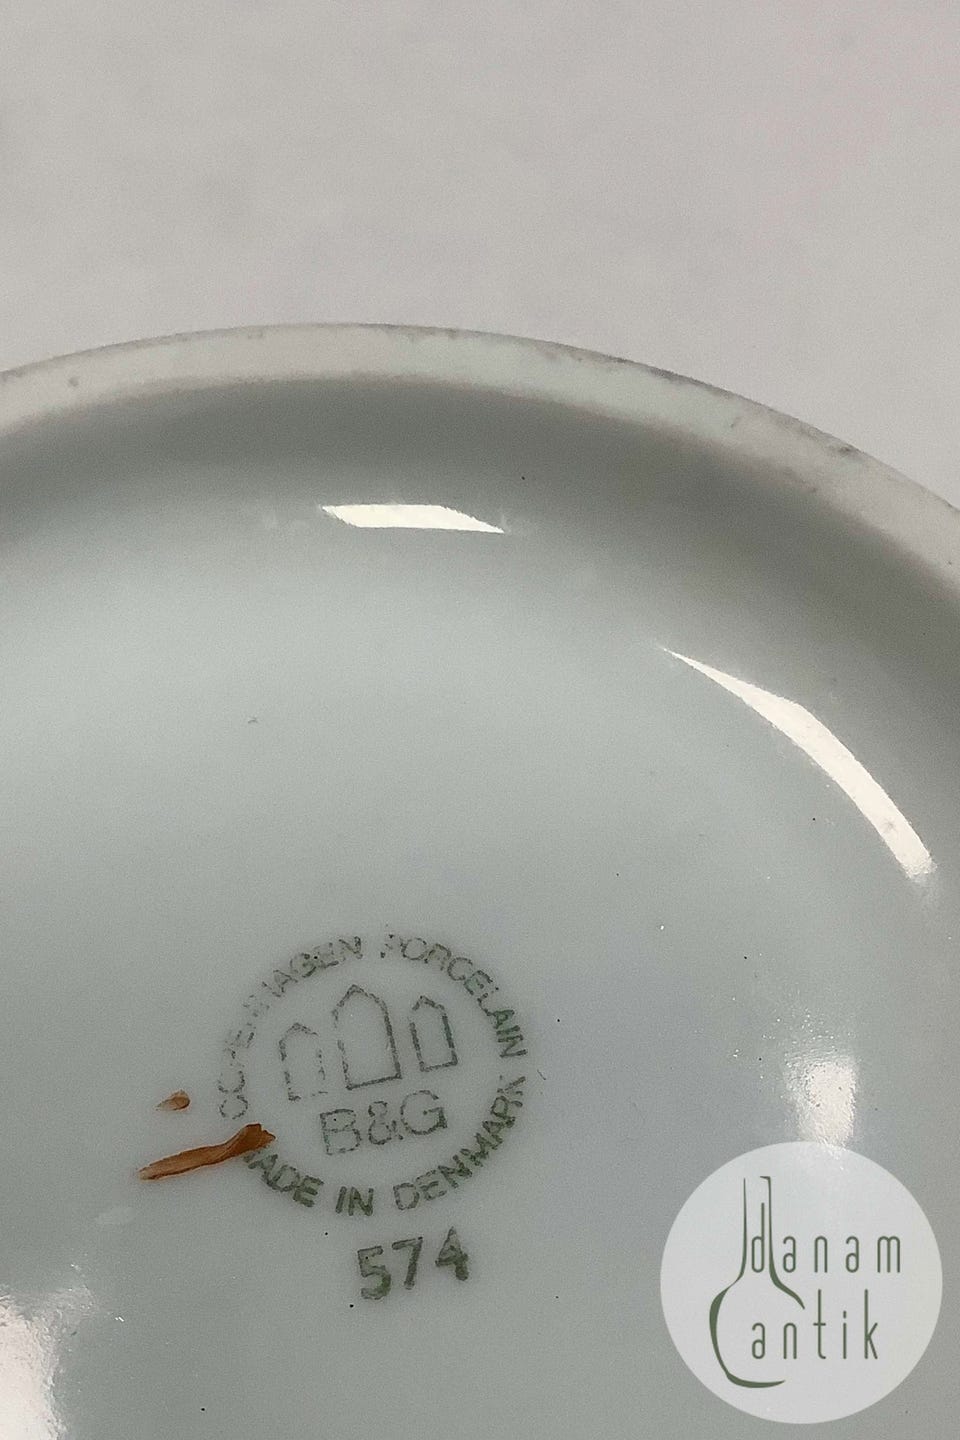 COPENHAGEN PORCELAIN
B&G
MADE IN DENMARK
574
danam
antik